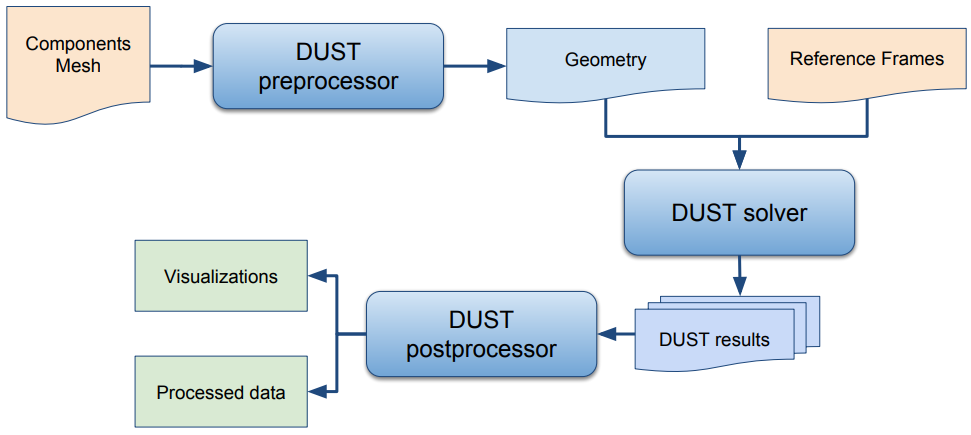 Components
Mesh
DUST
preprocessor
Geometry
Reference Frames
DUST solver
Visualizations
DUST
postprocessor
DUST results
Processed data